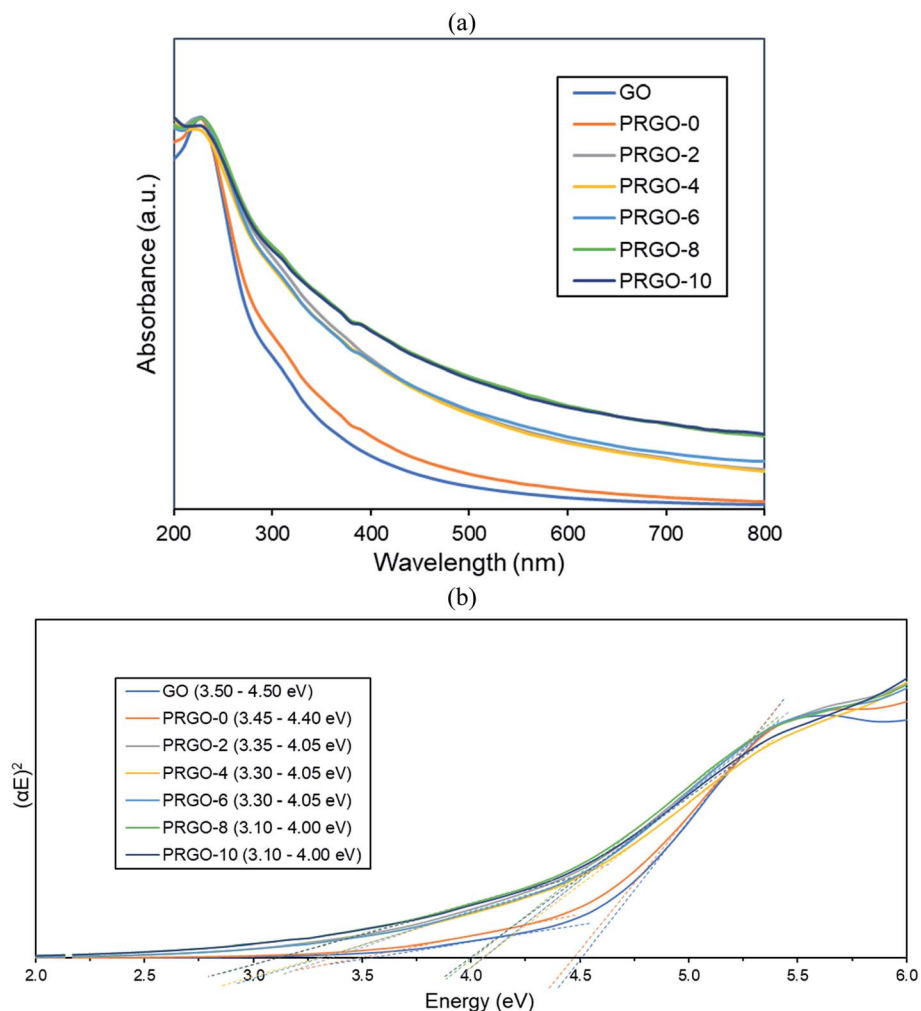 (a)
Absorbance (a.u.)
GO
PRGO-0
PRGO-2
PRGO-4
PRGO-6
PRGO-8
PRGO-10
200 300 400 500 600 700 800
Wavelength (nm)
(b)
(αE)²
GO (3.50 - 4.50 eV)
PRGO-0 (3.45 - 4.40 eV)
PRGO-2 (3.35 - 4.05 eV)
PRGO-4 (3.30 - 4.05 eV)
PRGO-6 (3.30 - 4.05 eV)
PRGO-8 (3.10 - 4.00 eV)
PRGO-10 (3.10 - 4.00 eV)
2.0 2.5 3.0 3.5 4.0 4.5 5.0 5.5 6.0
Energy (eV)